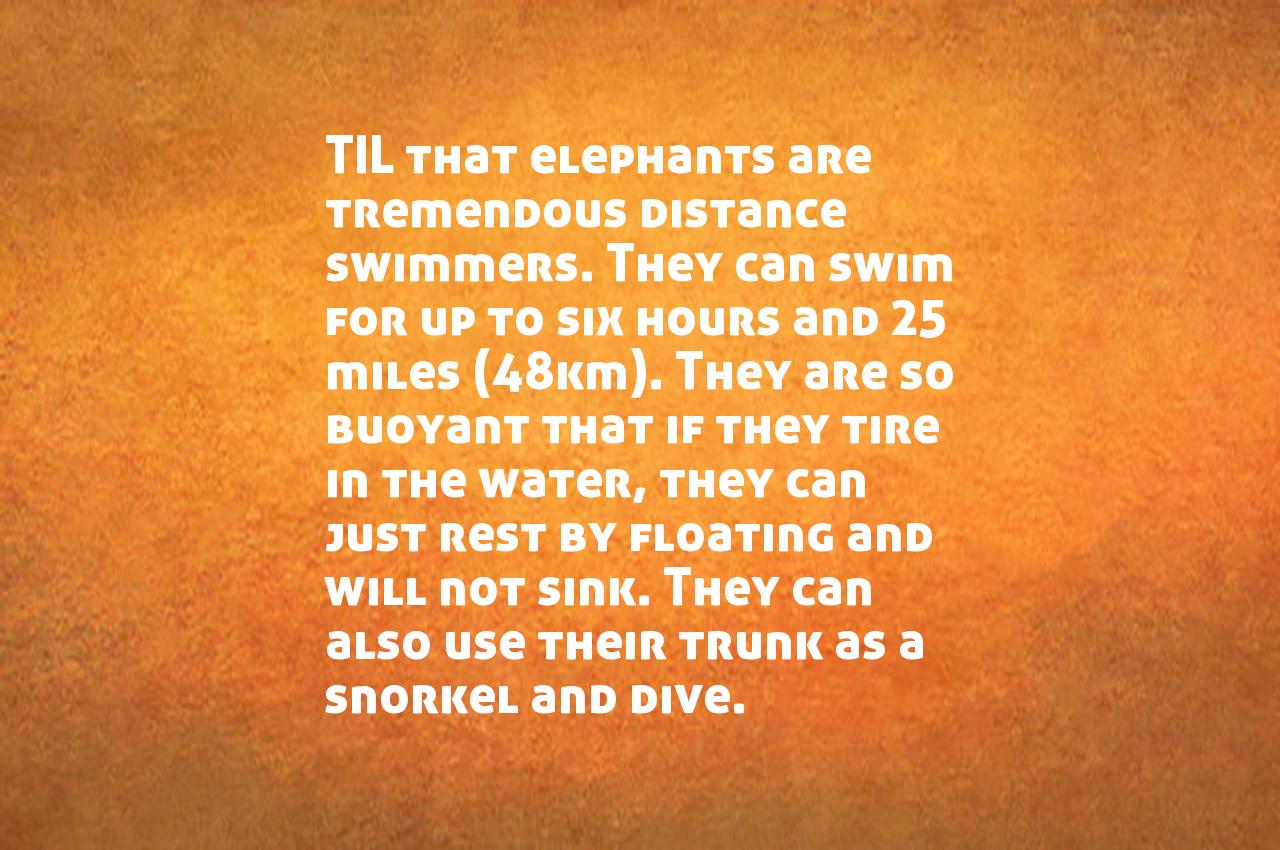 TIL that elephants are
tremendous distance
swimmers. They can swim
for up to six hours and 25
miles (48km). They are so
buoyant that if they tire
in the water, they can
just rest by floating and
will not sink. They can
also use their trunk as a
snorkel and dive.